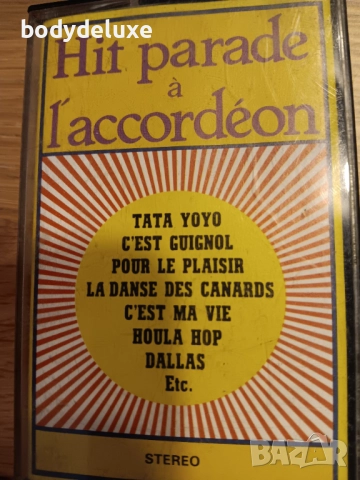 bodydeluxe
Hit parade
à
l'accordéon
TATA YOYO
C'EST GUIGNOL
POUR LE PLAISIR
LA DANSE DES CANARDS
C'EST MA VIE
HOULA HOP
DALLAS
Etc.
STEREO
BAZAR